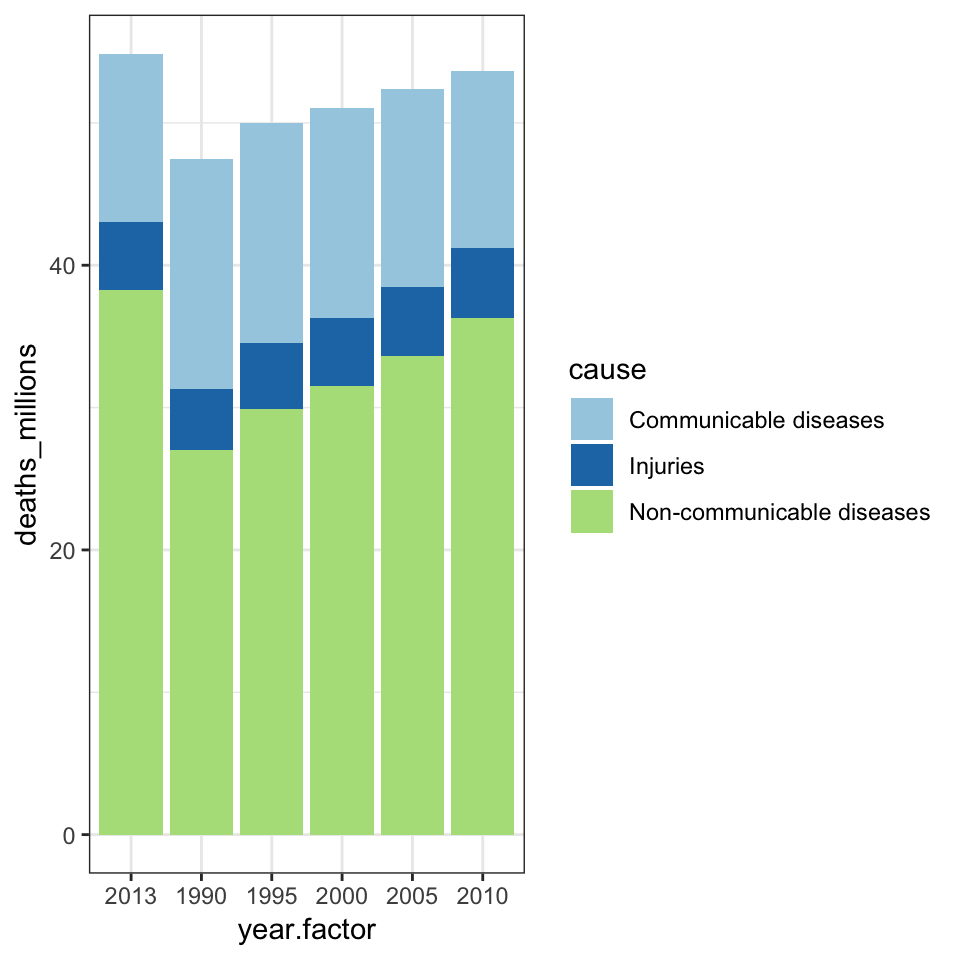 40
20
0
deaths_millions
2013 1990 1995 2000 2005 2010
year.factor
cause
Communicable diseases
Injuries
Non-communicable diseases